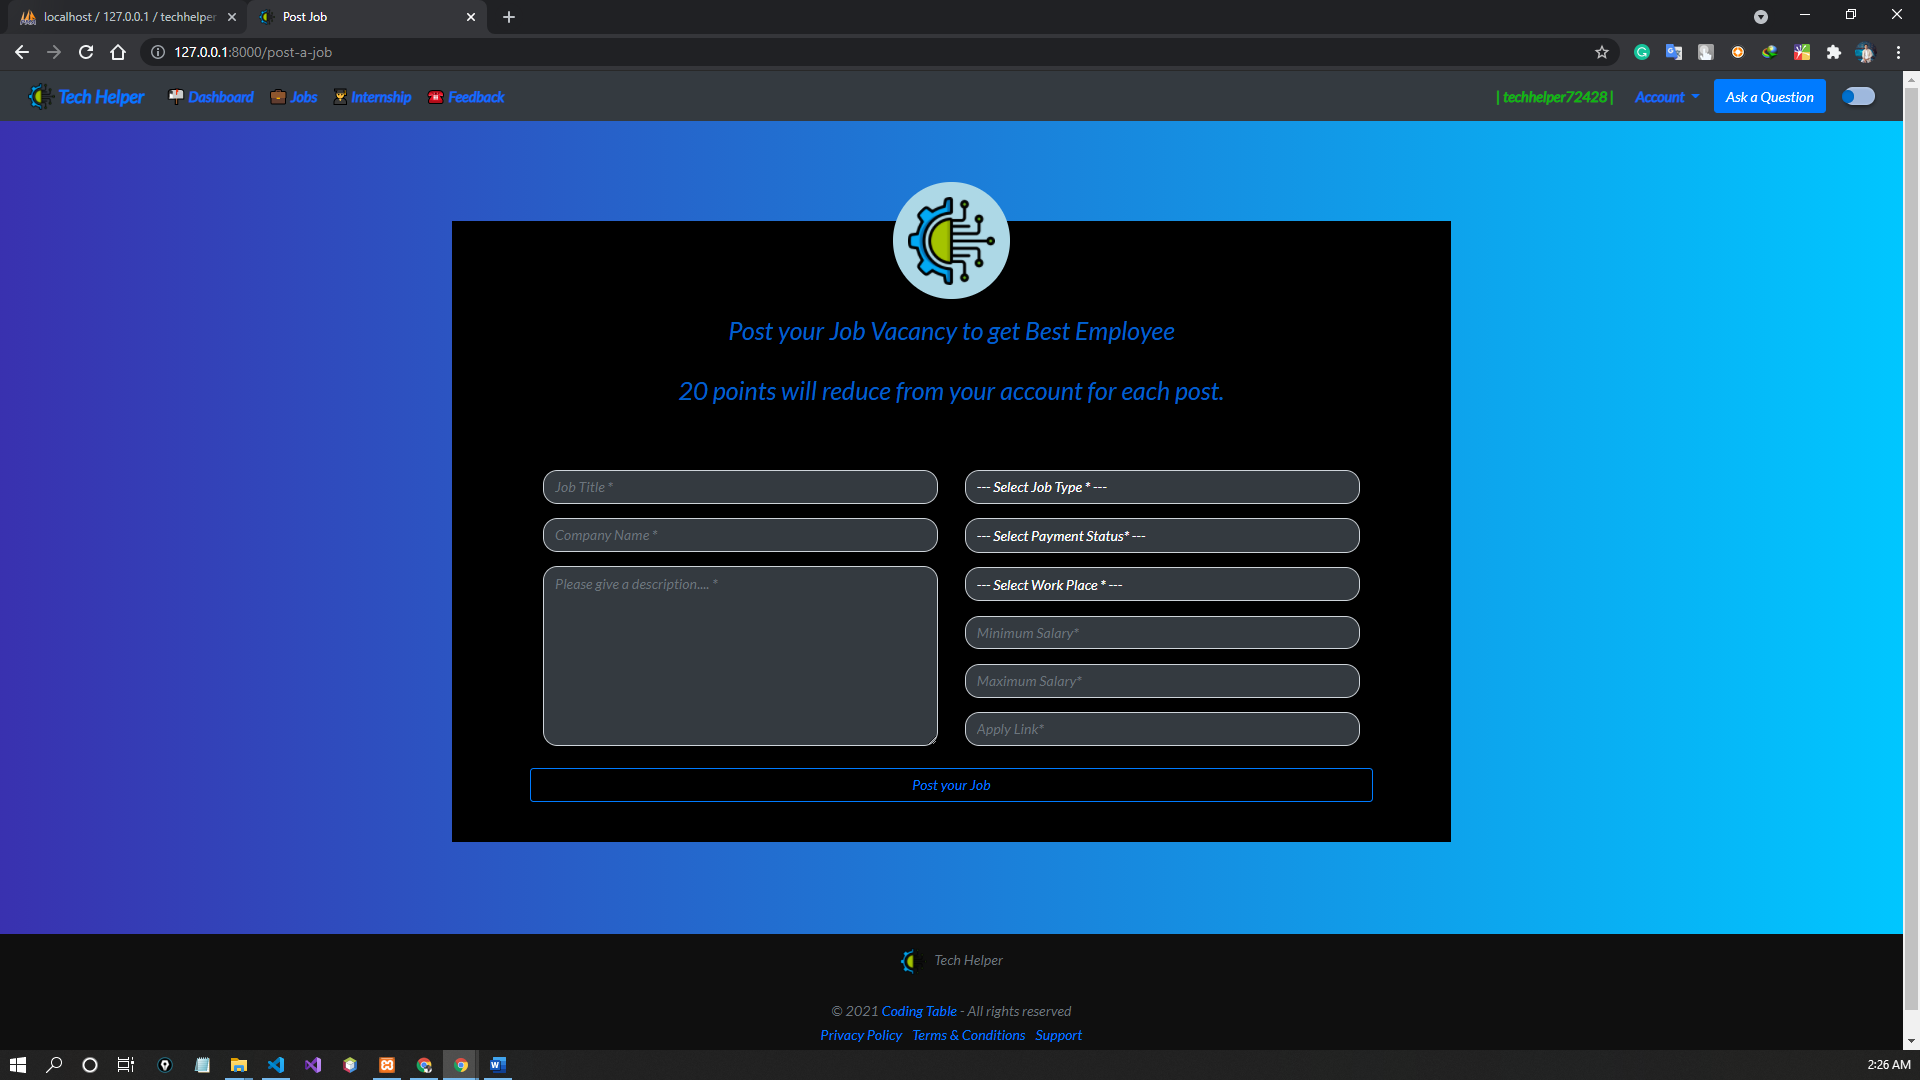 localhost / 127.0.0.1 / techhelper
Post Job
127.0.0.1:8000/post-a-job
Tech Helper
Dashboard
Jobs
Internship
Feedback
| techhelper72428 |
Account
Ask a Question
Post your Job Vacancy to get Best Employee
20 points will reduce from your account for each post.
Job Title *
--- Select Job Type * ---
Company Name *
--- Select Payment Status* ---
Please give a description.... *
--- Select Work Place * ---
Minimum Salary*
Maximum Salary*
Apply Link*
Post your Job
Tech Helper
© 2021 Coding Table - All rights reserved
Privacy Policy Terms & Conditions Support
2:26 AM